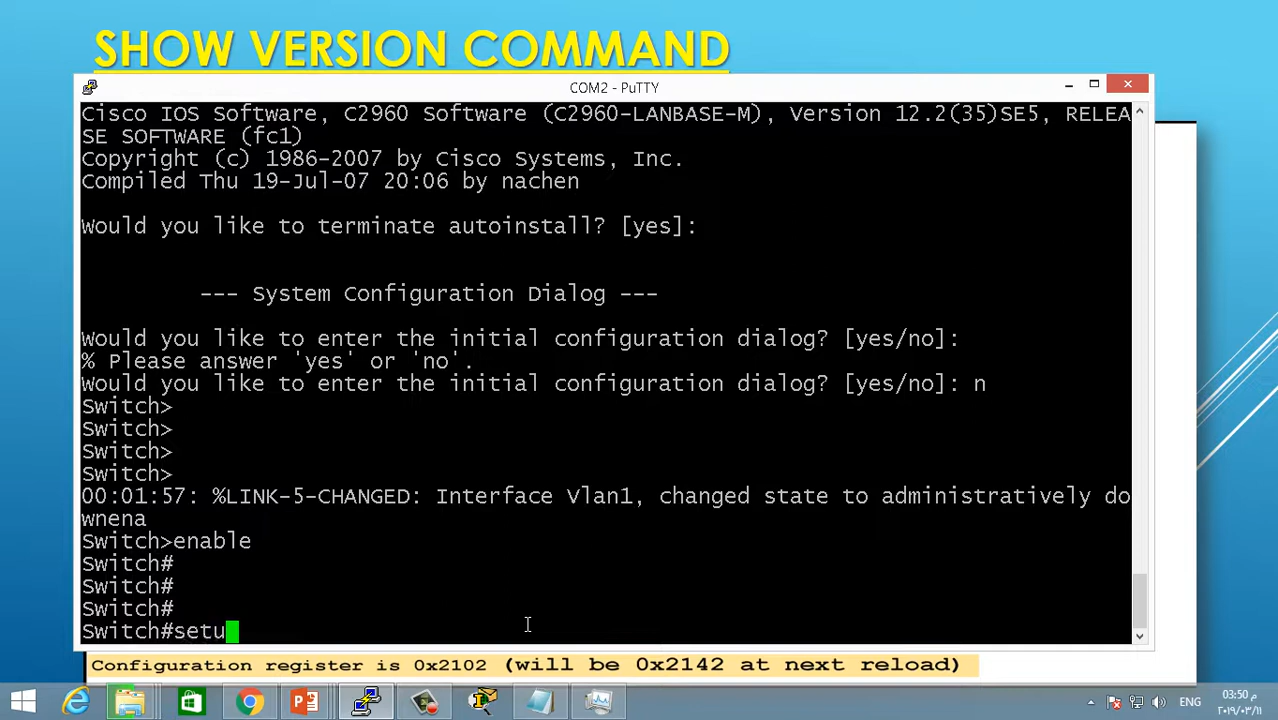 SHOW VERSION COMMAND
COM2 - PuTTY
Cisco IOS Software, C2960 Software (C2960-LANBASE-M), Version 12.2(35)SE5, RELEA
SE SOFTWARE (fc1)
Copyright (c) 1986-2007 by Cisco Systems, Inc.
Compiled Thu 19-Jul-07 20:06 by nachen
Would you like to terminate autoinstall? [yes]:
--- System Configuration Dialog ---
Would you like to enter the initial configuration dialog? [yes/no]:
% Please answer 'yes' or 'no'.
Would you like to enter the initial configuration dialog? [yes/no]: n
Switch>
Switch>
Switch>
Switch>
00:01:57: %LINK-5-CHANGED: Interface Vlan1, changed state to administratively do
wnena
Switch>enable
Switch#
Switch#
Switch#
Switch#setu
Configuration register is 0x2102 (will be 0x2142 at next reload)
ENG
03:50 م
٢٠١٩/٠٣/١١